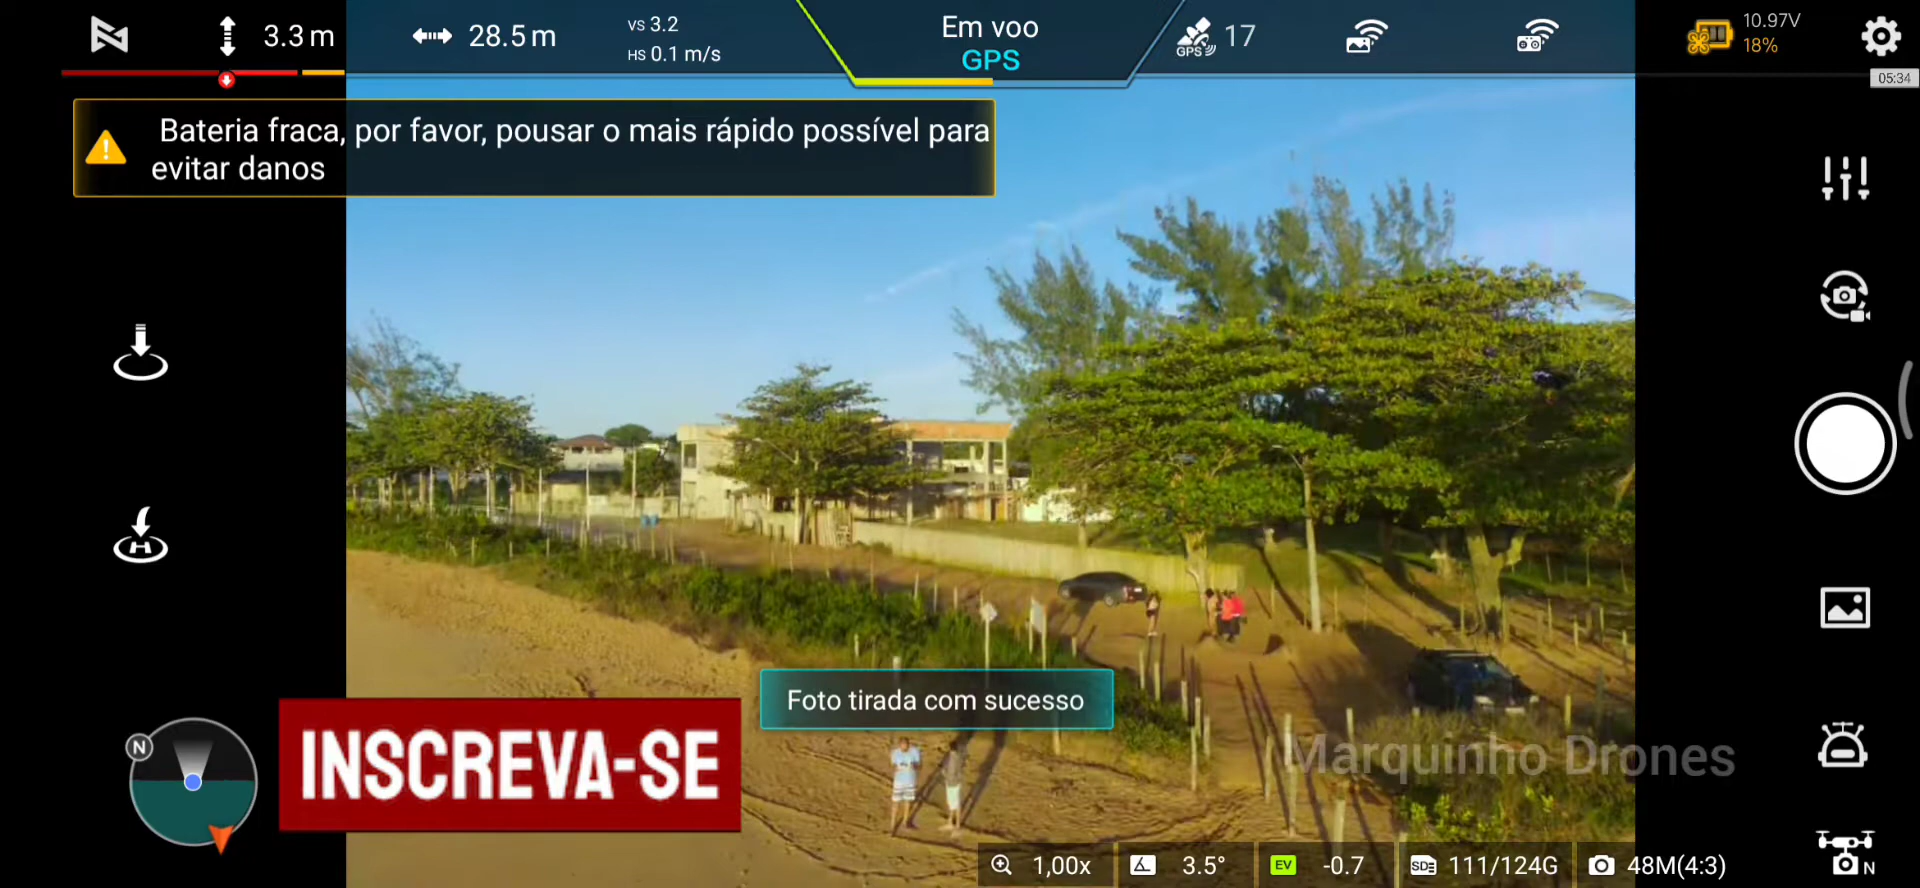 3.3 m
28.5 m
VS 3.2
HS 0.1 m/s
Em voo
GPS
GPS
17
10.97V
18%
05:34
Bateria fraca, por favor, pousar o mais rápido possível para
evitar danos
H
Foto tirada com sucesso
N
INSCREVA-SE
Marquinho Drones
1,00x
3.5°
EV
-0.7
SD
111/124G
48M(4:3)
N